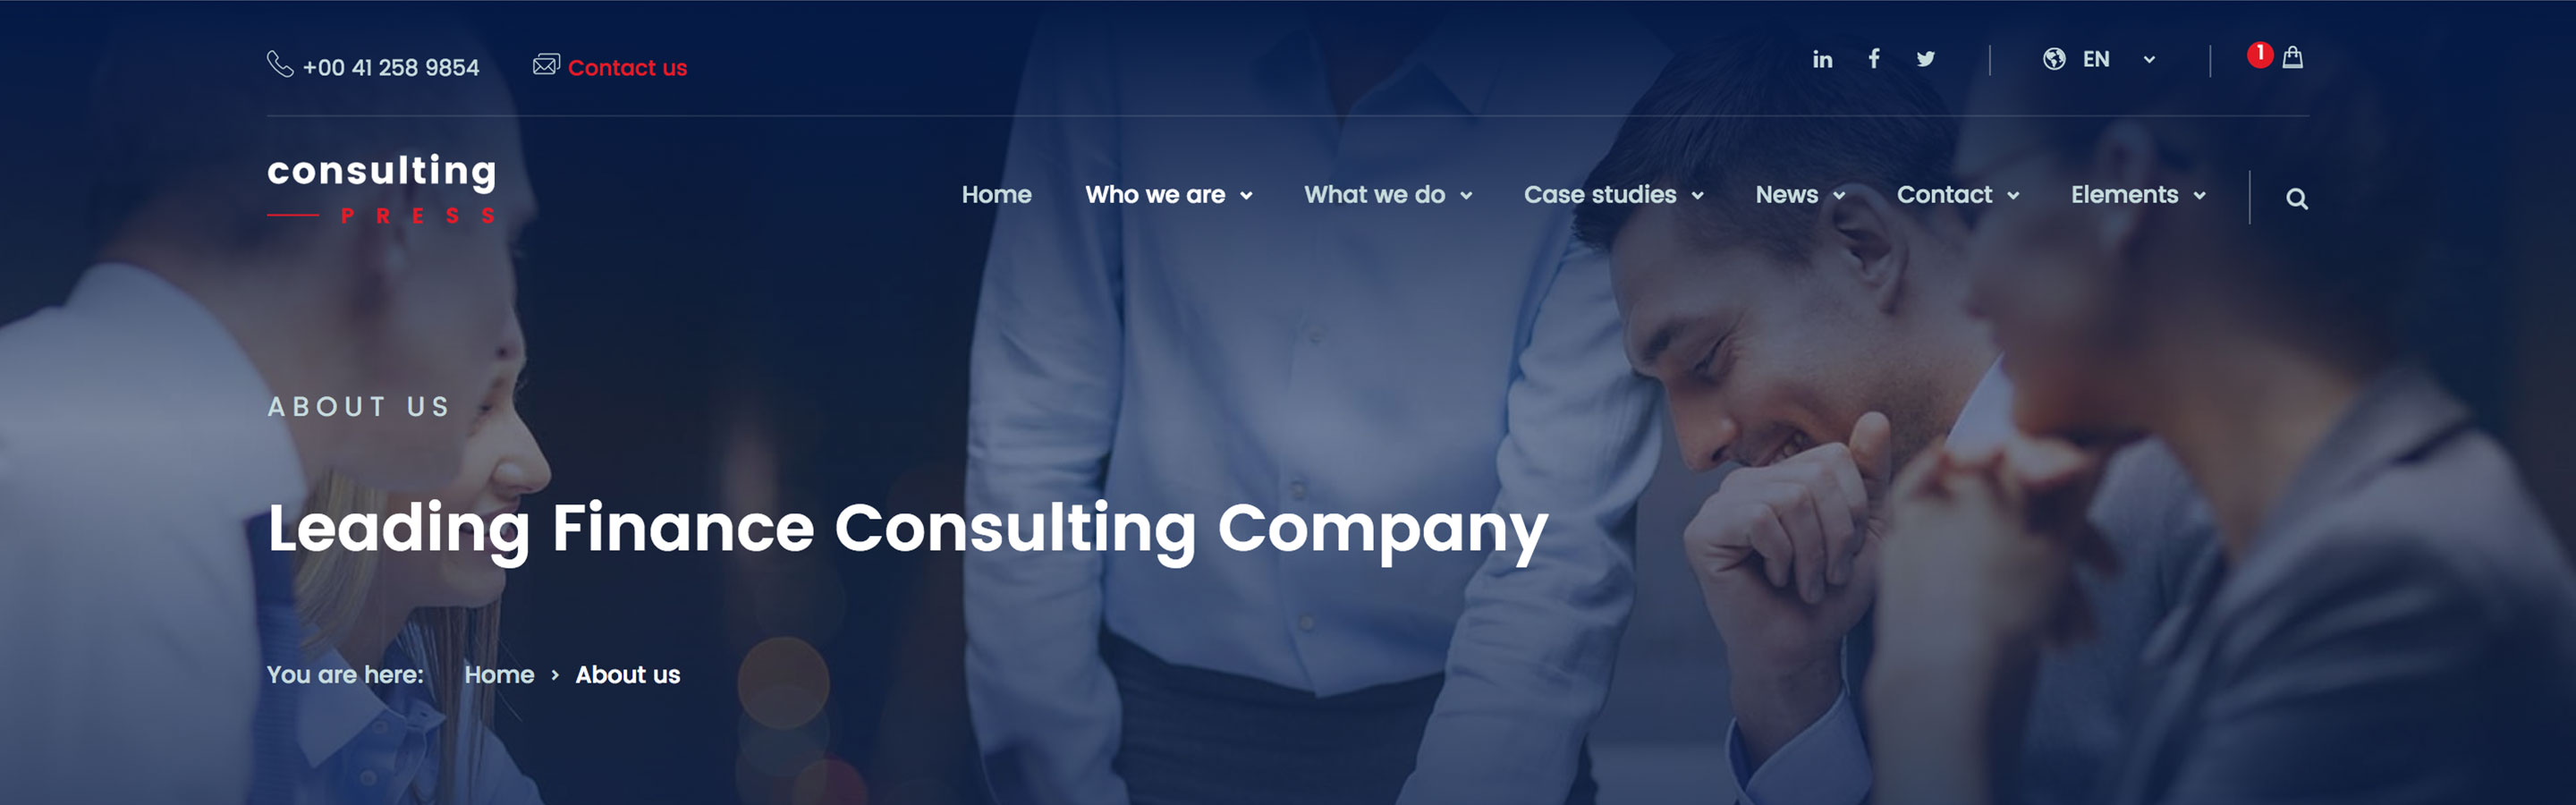 +00 41 258 9854 Contact us EN 1
consulting
PRESS
Home Who we are What we do Case studies News Contact Elements
ABOUT US
Leading Finance Consulting Company
You are here: Home > About us